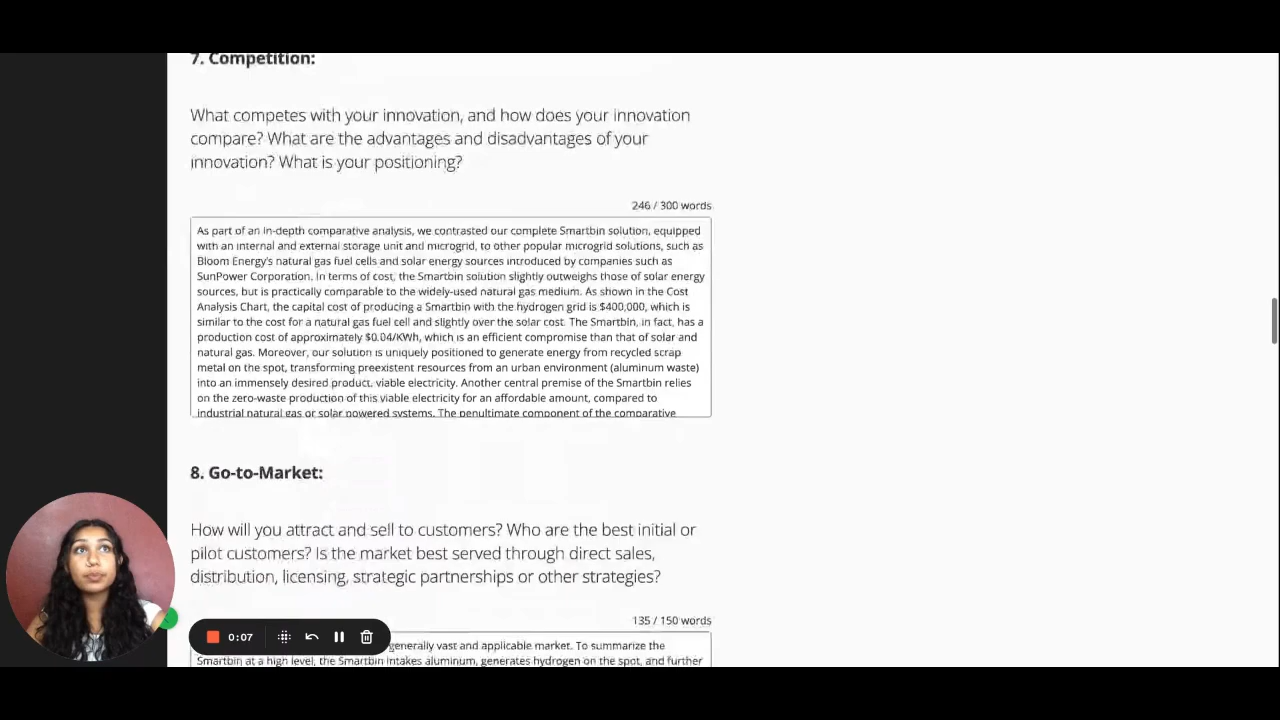 7. Competition:
What competes with your innovation, and how does your innovation
compare? What are the advantages and disadvantages of your
innovation? What is your positioning?
246 / 300 words
As part of an in-depth comparative analysis, we contrasted our complete Smartbin solution, equipped
with an internal and external storage unit and microgrid, to other popular microgrid solutions, such as
Bloom Energy's natural gas fuel cells and solar energy sources introduced by companies such as
SunPower Corporation. In terms of cost, the Smartbin solution slightly outweighs those of solar energy
sources, but is practically comparable to the widely-used natural gas medium. As shown in the Cost
Analysis Chart, the capital cost of producing a Smartbin with the hydrogen grid is $400,000, which is
similar to the cost for a natural gas fuel cell and slightly over the solar cost. The Smartbin, in fact, has a
production cost of approximately $0.04/KWh, which is an efficient compromise than that of solar and
natural gas. Moreover, our solution is uniquely positioned to generate energy from recycled scrap
metal on the spot, transforming preexistent resources from an urban environment (aluminum waste)
into an immensely desired product, viable electricity. Another central premise of the Smartbin relies
on the zero-waste production of this viable electricity for an affordable amount, compared to
industrial natural gas or solar powered systems. The penultimate component of the comparative
8. Go-to-Market:
How will you attract and sell to customers? Who are the best initial or
pilot customers? Is the market best served through direct sales,
distribution, licensing, strategic partnerships or other strategies?
135 / 150 words
generally vast and applicable market. To summarize the
Smartbin at a high level, the Smartbin intakes aluminum, generates hydrogen on the spot, and further
0:07